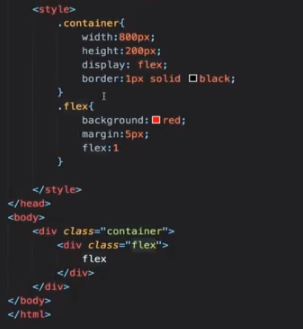 <style>
.container{
width:800px;
height:200px;
display: flex;
border:1px solid black;
}
.flex{
background: red;
margin:5px;
flex:1
}
</style>
</head>
<body>
<div class="container">
<div class="flex">
flex
</div>
</div>
</body>
</html>